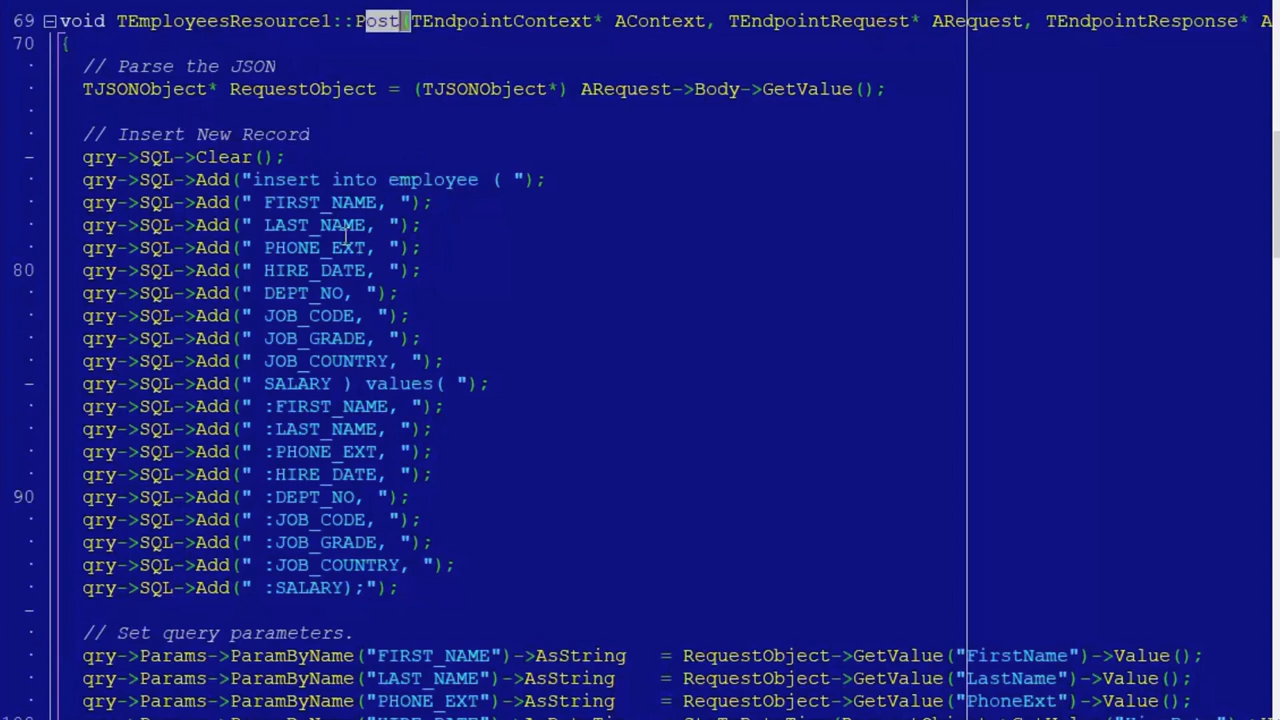 69 void TEmployeesResource1::Post(TEndpointContext* AContext, TEndpointRequest* ARequest, TEndpointResponse* A
70 {
// Parse the JSON
TJSONObject* RequestObject = (TJSONObject*) ARequest->Body->GetValue();
// Insert New Record
qry->SQL->Clear();
qry->SQL->Add("insert into employee ( ");
qry->SQL->Add(" FIRST_NAME, ");
qry->SQL->Add(" LAST_NAME, ");
qry->SQL->Add(" PHONE_EXT, ");
80 qry->SQL->Add(" HIRE_DATE, ");
qry->SQL->Add(" DEPT_NO, ");
qry->SQL->Add(" JOB_CODE, ");
qry->SQL->Add(" JOB_GRADE, ");
qry->SQL->Add(" JOB_COUNTRY, ");
qry->SQL->Add(" SALARY ) values( ");
qry->SQL->Add(" :FIRST_NAME, ");
qry->SQL->Add(" :LAST_NAME, ");
qry->SQL->Add(" :PHONE_EXT, ");
qry->SQL->Add(" :HIRE_DATE, ");
90 qry->SQL->Add(" :DEPT_NO, ");
qry->SQL->Add(" :JOB_CODE, ");
qry->SQL->Add(" :JOB_GRADE, ");
qry->SQL->Add(" :JOB_COUNTRY, ");
qry->SQL->Add(" :SALARY);");
// Set query parameters.
qry->Params->ParamByName("FIRST_NAME")->AsString = RequestObject->GetValue("FirstName")->Value();
qry->Params->ParamByName("LAST_NAME")->AsString = RequestObject->GetValue("LastName")->Value();
qry->Params->ParamByName("PHONE_EXT")->AsString = RequestObject->GetValue("PhoneExt")->Value();